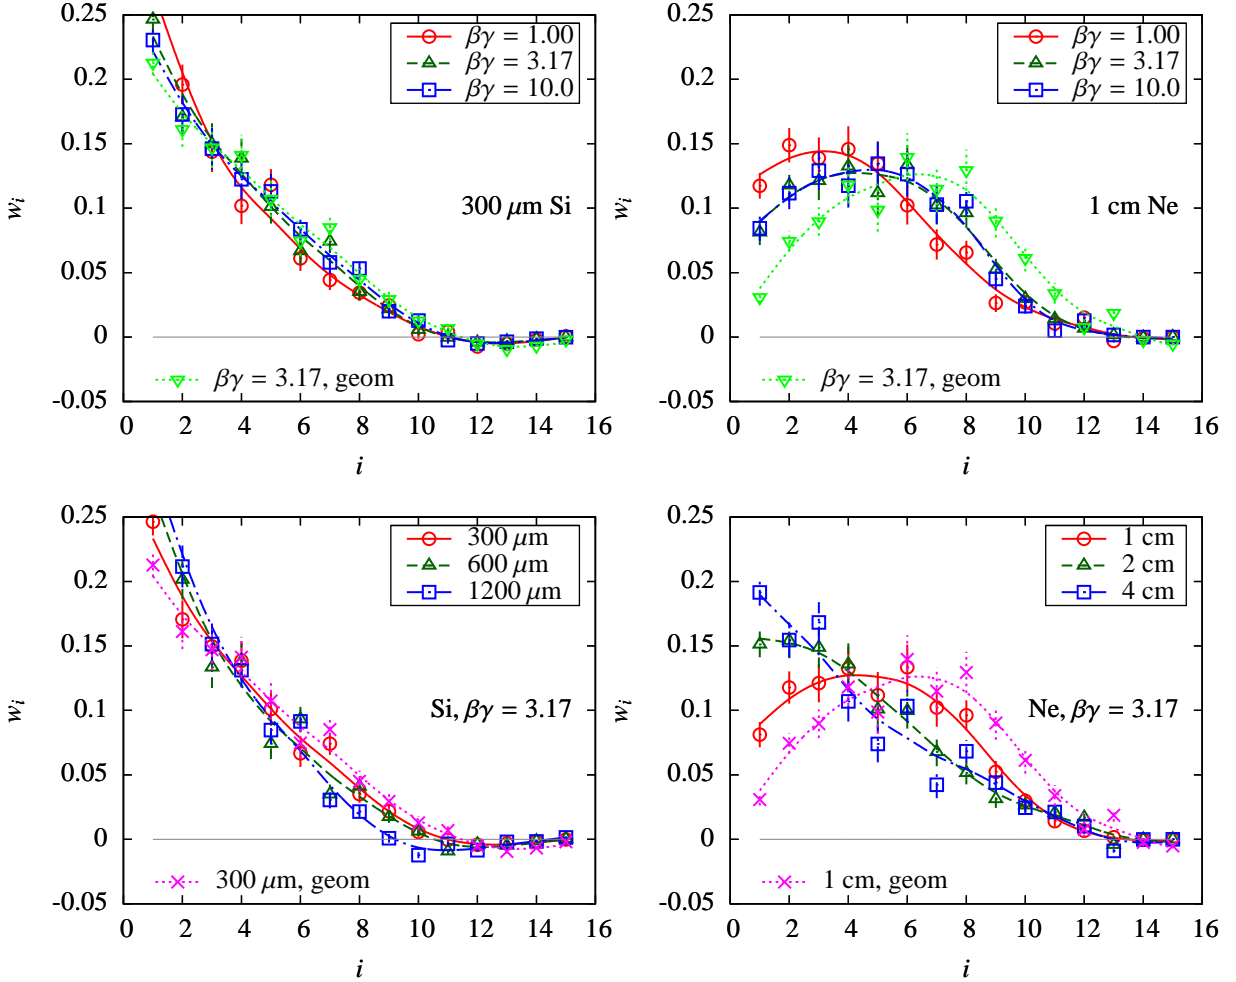 0.25
0.2
0.15
0.1
0.05
0
-0.05
wᵢ
βγ = 1.00
βγ = 3.17
βγ = 10.0
300 μm Si
βγ = 3.17, geom
0 2 4 6 8 10 12 14 16
i
0.25
0.2
0.15
0.1
0.05
0
-0.05
wᵢ
βγ = 1.00
βγ = 3.17
βγ = 10.0
1 cm Ne
βγ = 3.17, geom
0 2 4 6 8 10 12 14 16
i
0.25
0.2
0.15
0.1
0.05
0
-0.05
wᵢ
300 μm
600 μm
1200 μm
Si, βγ = 3.17
300 μm, geom
0 2 4 6 8 10 12 14 16
i
0.25
0.2
0.15
0.1
0.05
0
-0.05
wᵢ
1 cm
2 cm
4 cm
Ne, βγ = 3.17
1 cm, geom
0 2 4 6 8 10 12 14 16
i